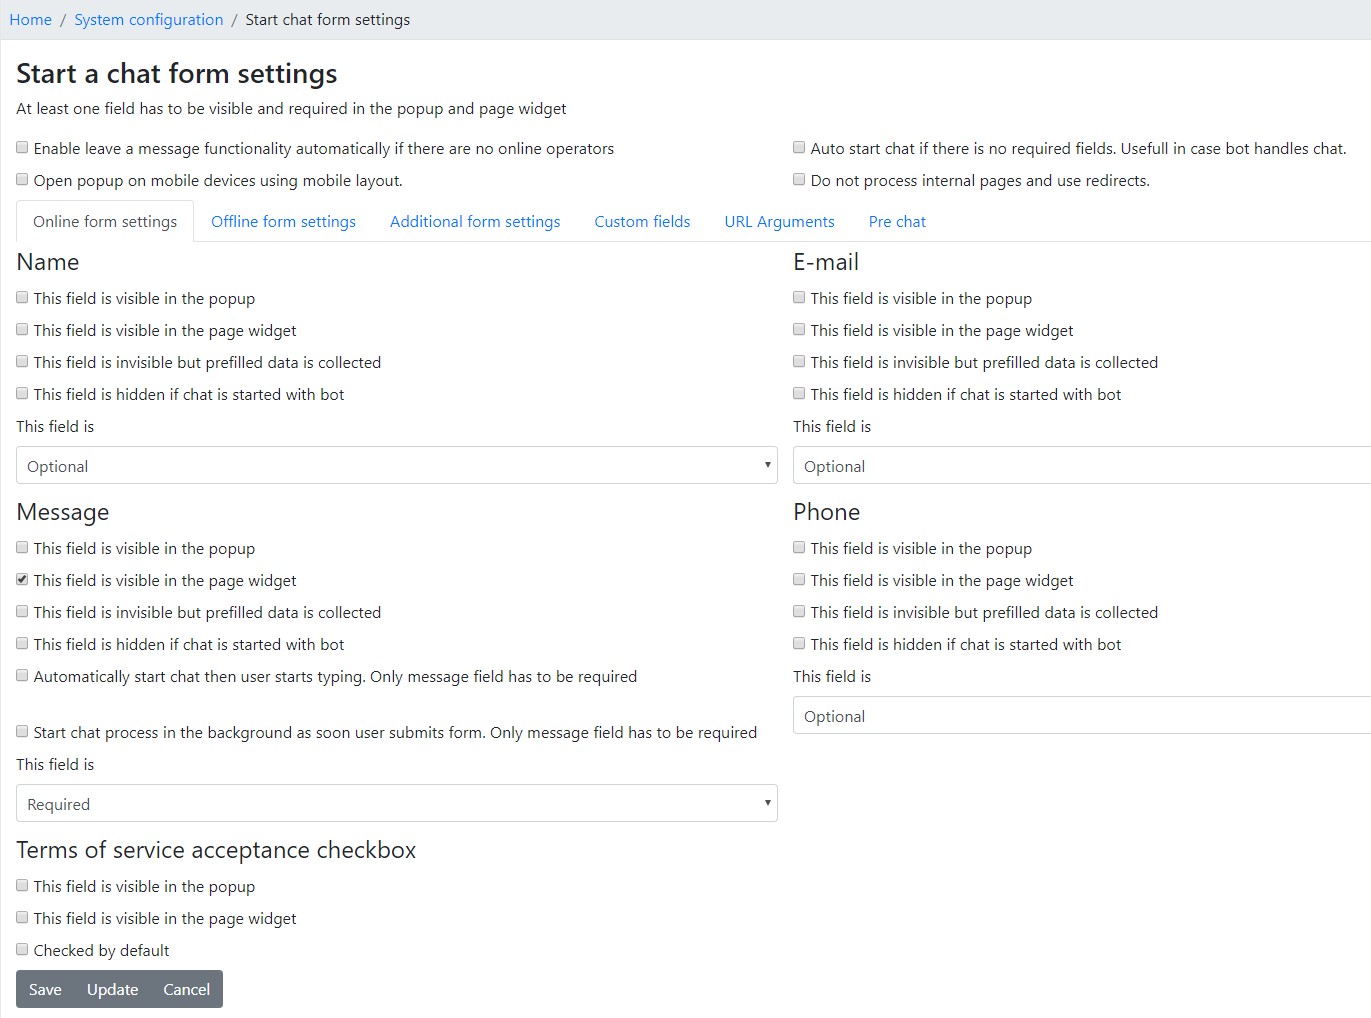 Home / System configuration / Start chat form settings
Start a chat form settings
At least one field has to be visible and required in the popup and page widget
Enable leave a message functionality automatically if there are no online operators
Auto start chat if there is no required fields. Usefull in case bot handles chat.
Open popup on mobile devices using mobile layout.
Do not process internal pages and use redirects.
Online form settings Offline form settings Additional form settings Custom fields URL Arguments Pre chat
Name
This field is visible in the popup
This field is visible in the page widget
This field is invisible but prefilled data is collected
This field is hidden if chat is started with bot
This field is
Optional
E-mail
This field is visible in the popup
This field is visible in the page widget
This field is invisible but prefilled data is collected
This field is hidden if chat is started with bot
This field is
Optional
Message
This field is visible in the popup
This field is visible in the page widget
This field is invisible but prefilled data is collected
This field is hidden if chat is started with bot
Automatically start chat then user starts typing. Only message field has to be required
Start chat process in the background as soon user submits form. Only message field has to be required
This field is
Required
Phone
This field is visible in the popup
This field is visible in the page widget
This field is invisible but prefilled data is collected
This field is hidden if chat is started with bot
This field is
Optional
Terms of service acceptance checkbox
This field is visible in the popup
This field is visible in the page widget
Checked by default
Save Update Cancel